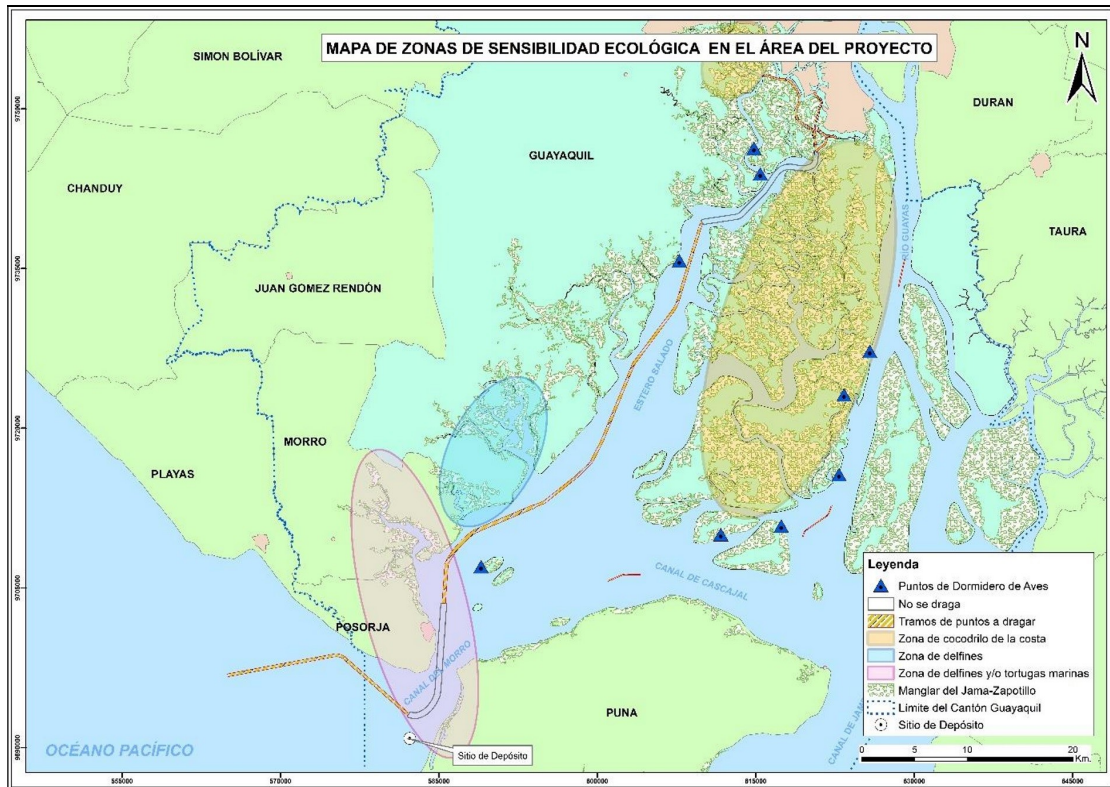 MAPA DE ZONAS DE SENSIBILIDAD ECOLÓGICA EN EL ÁREA DEL PROYECTO
N
SIMON BOLÍVAR
DURAN
GUAYAQUIL
CHANDUY
RIO GUAYAS
TAURA
JUAN GOMEZ RENDÓN
ESTERO SALADO
MORRO
PLAYAS
CANAL DE CASCAJAL
POSORJA
CANAL DEL MORRO
PUNA
CANAL DE JAM
OCÉANO PACÍFICO
Sitio de Depósito
Leyenda
Puntos de Dormidero de Aves
No se draga
Tramos de puntos a dragar
Zona de cocodrilo de la costa
Zona de delfines
Zona de delfines y/o tortugas marinas
Manglar del Jama-Zapotillo
Limite del Cantón Guayaquil
Sitio de Depósito
0 5 10 20
Km.
9720000
555000 570000 585000 600000 615000 630000 645000